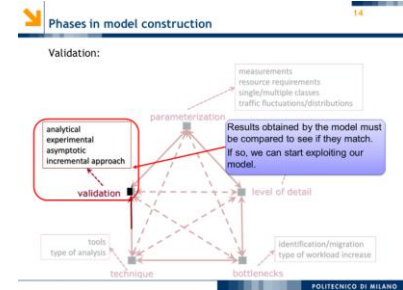 14
Phases in model construction
Validation:
measurements
resource requirements
single/multiple classes
traffic fluctuations/distributions
parameterization
analytical
experimental
asymptotic
incremental approach
Results obtained by the model must
be compared to see if they match.
If so, we can start exploiting our
model.
validation
level of detail
tools
type of analysis
identification/migration
type of workload increase
technique
bottlenecks
POLITECNICO DI MILANO